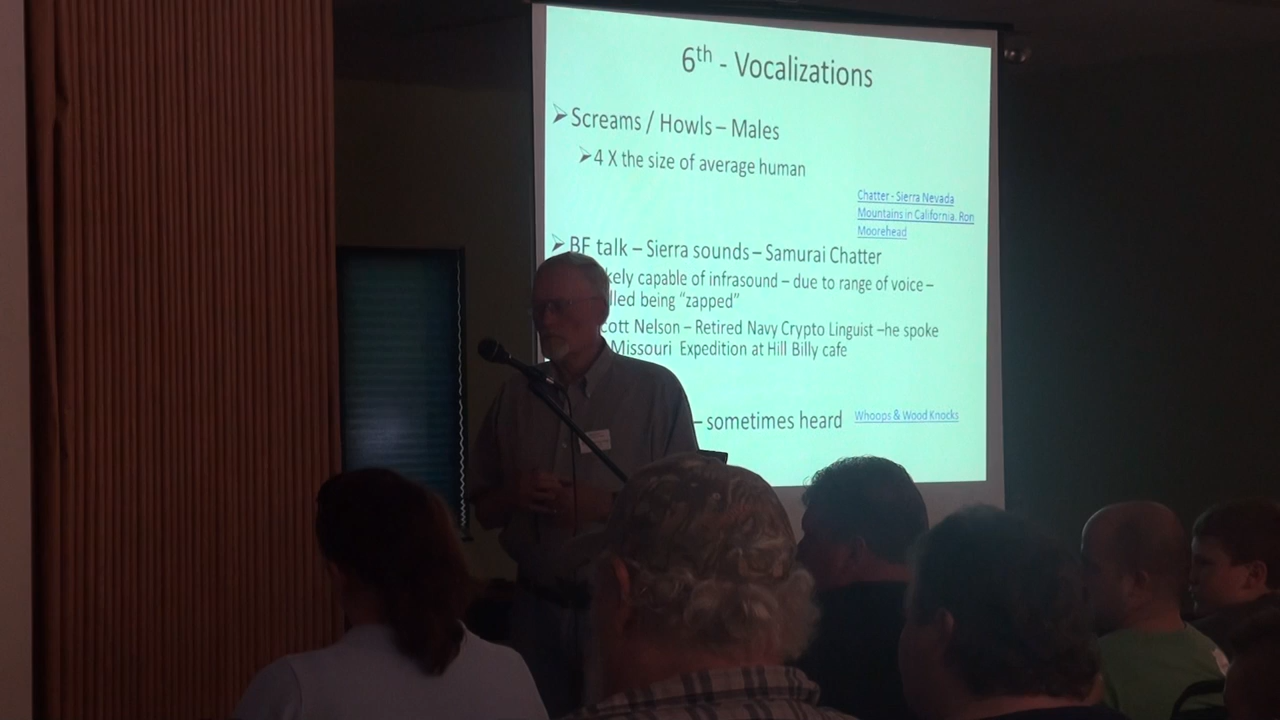 6th - Vocalizations
Screams / Howls – Males
4 X the size of average human
Chatter - Sierra Nevada
Mountains in California. Ron
Moorehead
BF talk – Sierra sounds – Samurai Chatter
kely capable of infrasound – due to range of voice –
lled being “zapped”
cott Nelson – Retired Navy Crypto Linguist –he spoke
Missouri Expedition at Hill Billy cafe
– sometimes heard
Whoops & Wood Knocks